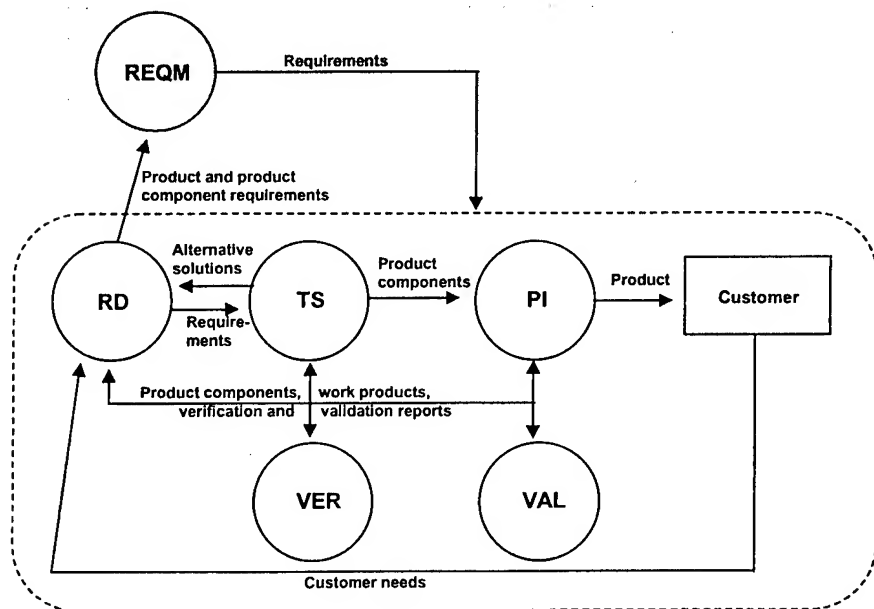 REQM
Requirements
Product and product
component requirements
Alternative
solutions
RD
TS
Product
components
PI
Product
Customer
Require-
ments
Product components,
verification and
work products,
validation reports
VER
VAL
Customer needs